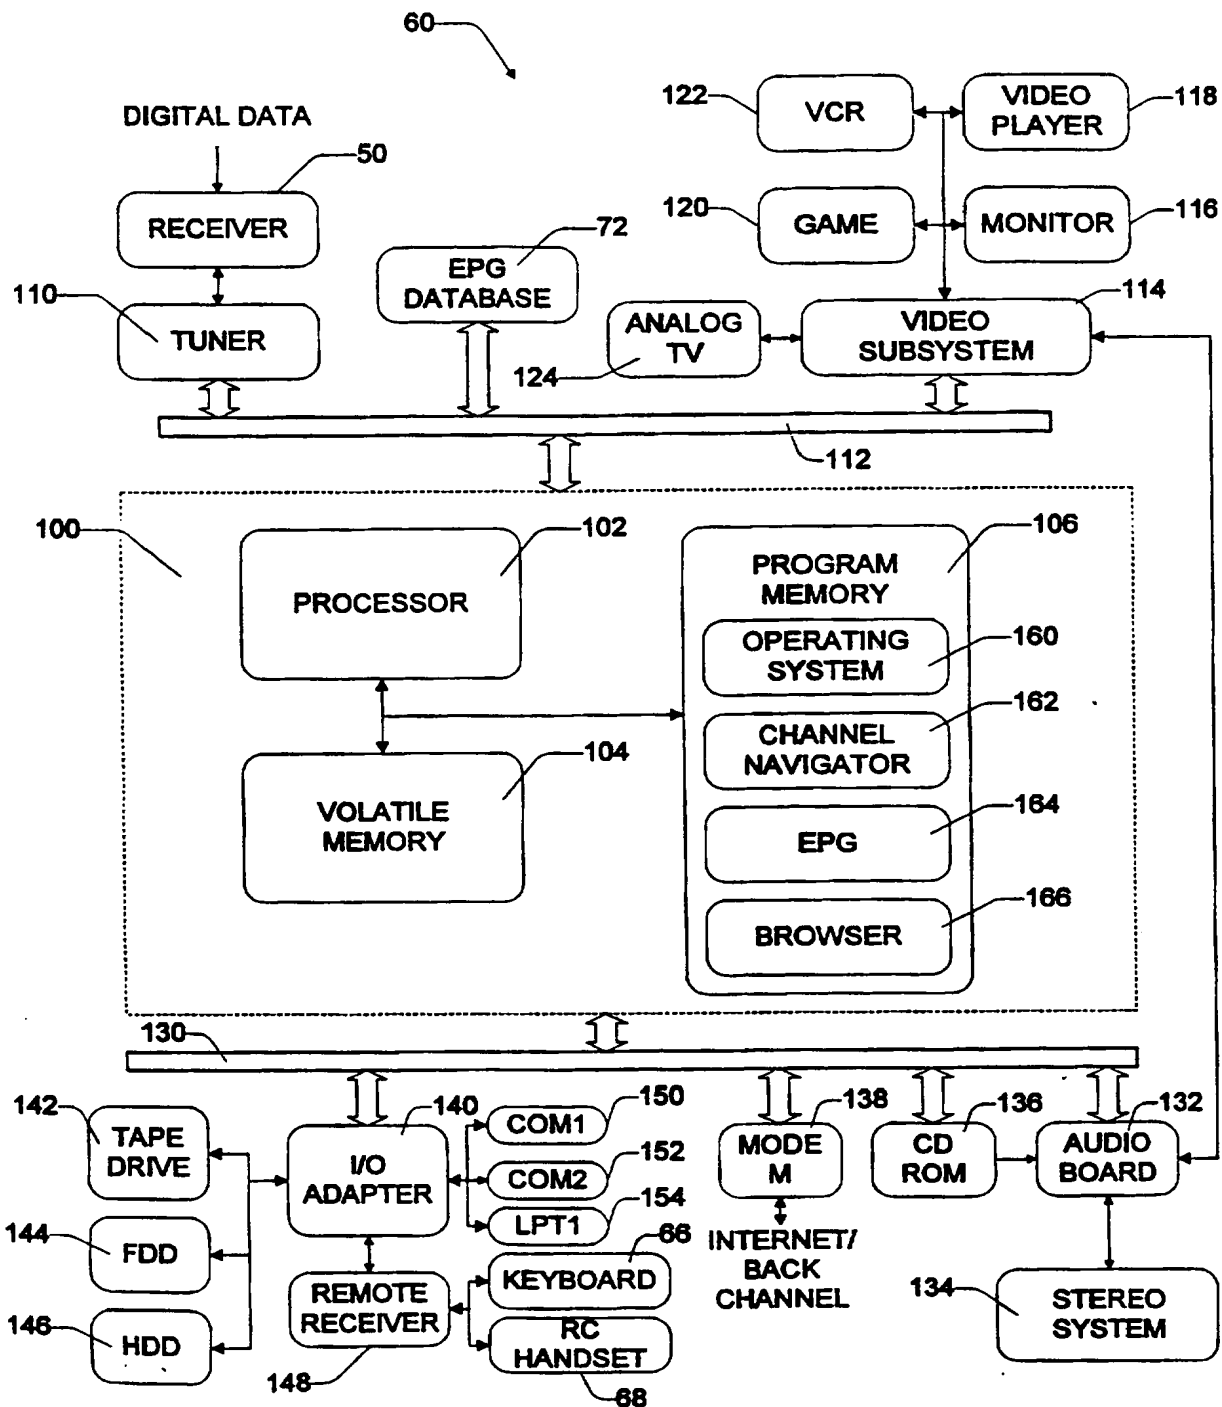 60
DIGITAL DATA
50
RECEIVER
110
TUNER
72
EPG
DATABASE
122
VCR
VIDEO
PLAYER
118
120
GAME
MONITOR
116
ANALOG
TV
124
VIDEO
SUBSYSTEM
114
112
100
102
PROCESSOR
104
VOLATILE
MEMORY
106
PROGRAM
MEMORY
OPERATING
SYSTEM
160
CHANNEL
NAVIGATOR
162
EPG
164
BROWSER
166
130
142
TAPE
DRIVE
144
FDD
146
HDD
140
I/O
ADAPTER
COM1
150
COM2
152
LPT1
154
REMOTE
RECEIVER
148
66
KEYBOARD
RC
HANDSET
68
138
MODE
M
INTERNET/
BACK
CHANNEL
136
CD
ROM
132
AUDIO
BOARD
134
STEREO
SYSTEM